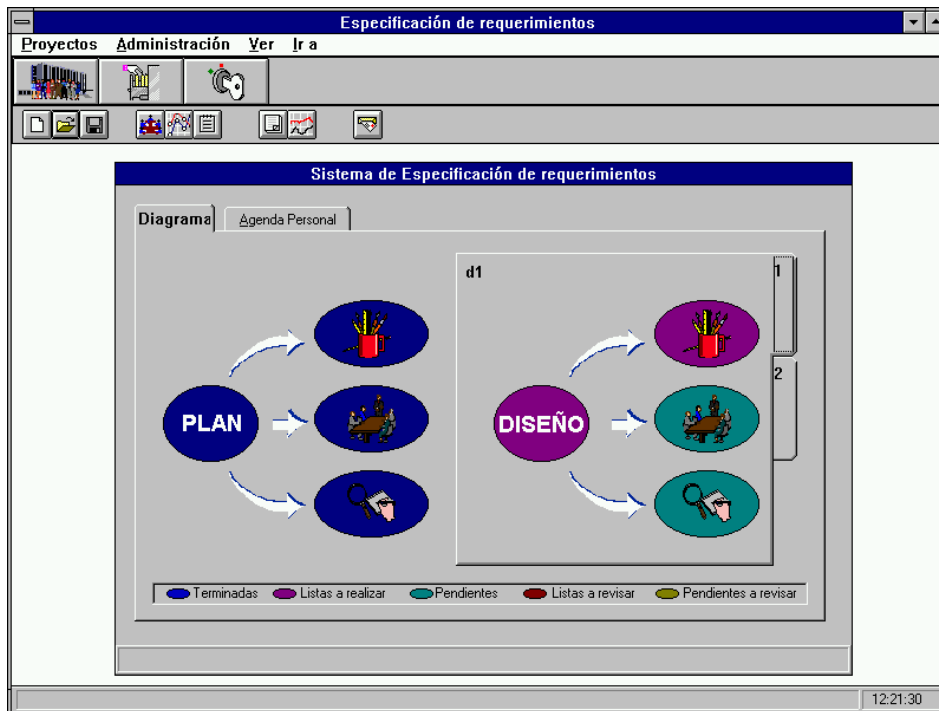 Especificación de requerimientos
Proyectos Administración Ver Ir a
Sistema de Especificación de requerimientos
Diagrama Agenda Personal
d1 1
2
PLAN DISEÑO
Terminadas Listas a realizar Pendientes Listas a revisar Pendientes a revisar
12:21:30